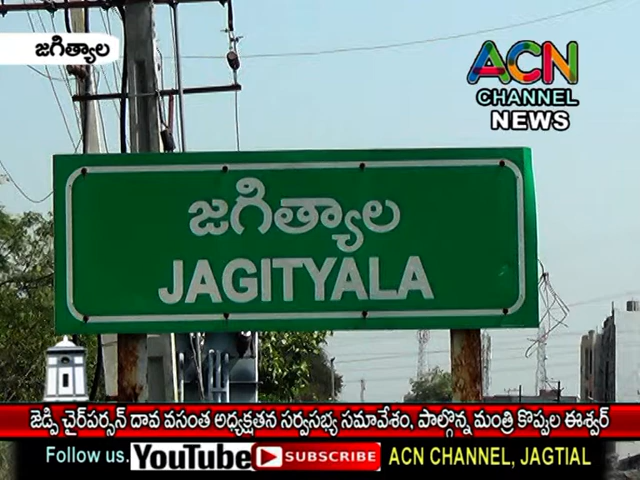 జగిత్యాల
ACN
CHANNEL
NEWS
జగిత్యాల
JAGITYALA
జెడ్పి చైర్‌పర్సన్ దావ వసంత అధ్యక్షతన సర్వసభ్య సమావేశం, పాల్గొన్న మంత్రి కొప్పుల ఈశ్వర్
Follow us. YouTube SUBSCRIBE ACN CHANNEL, JAGTIAL